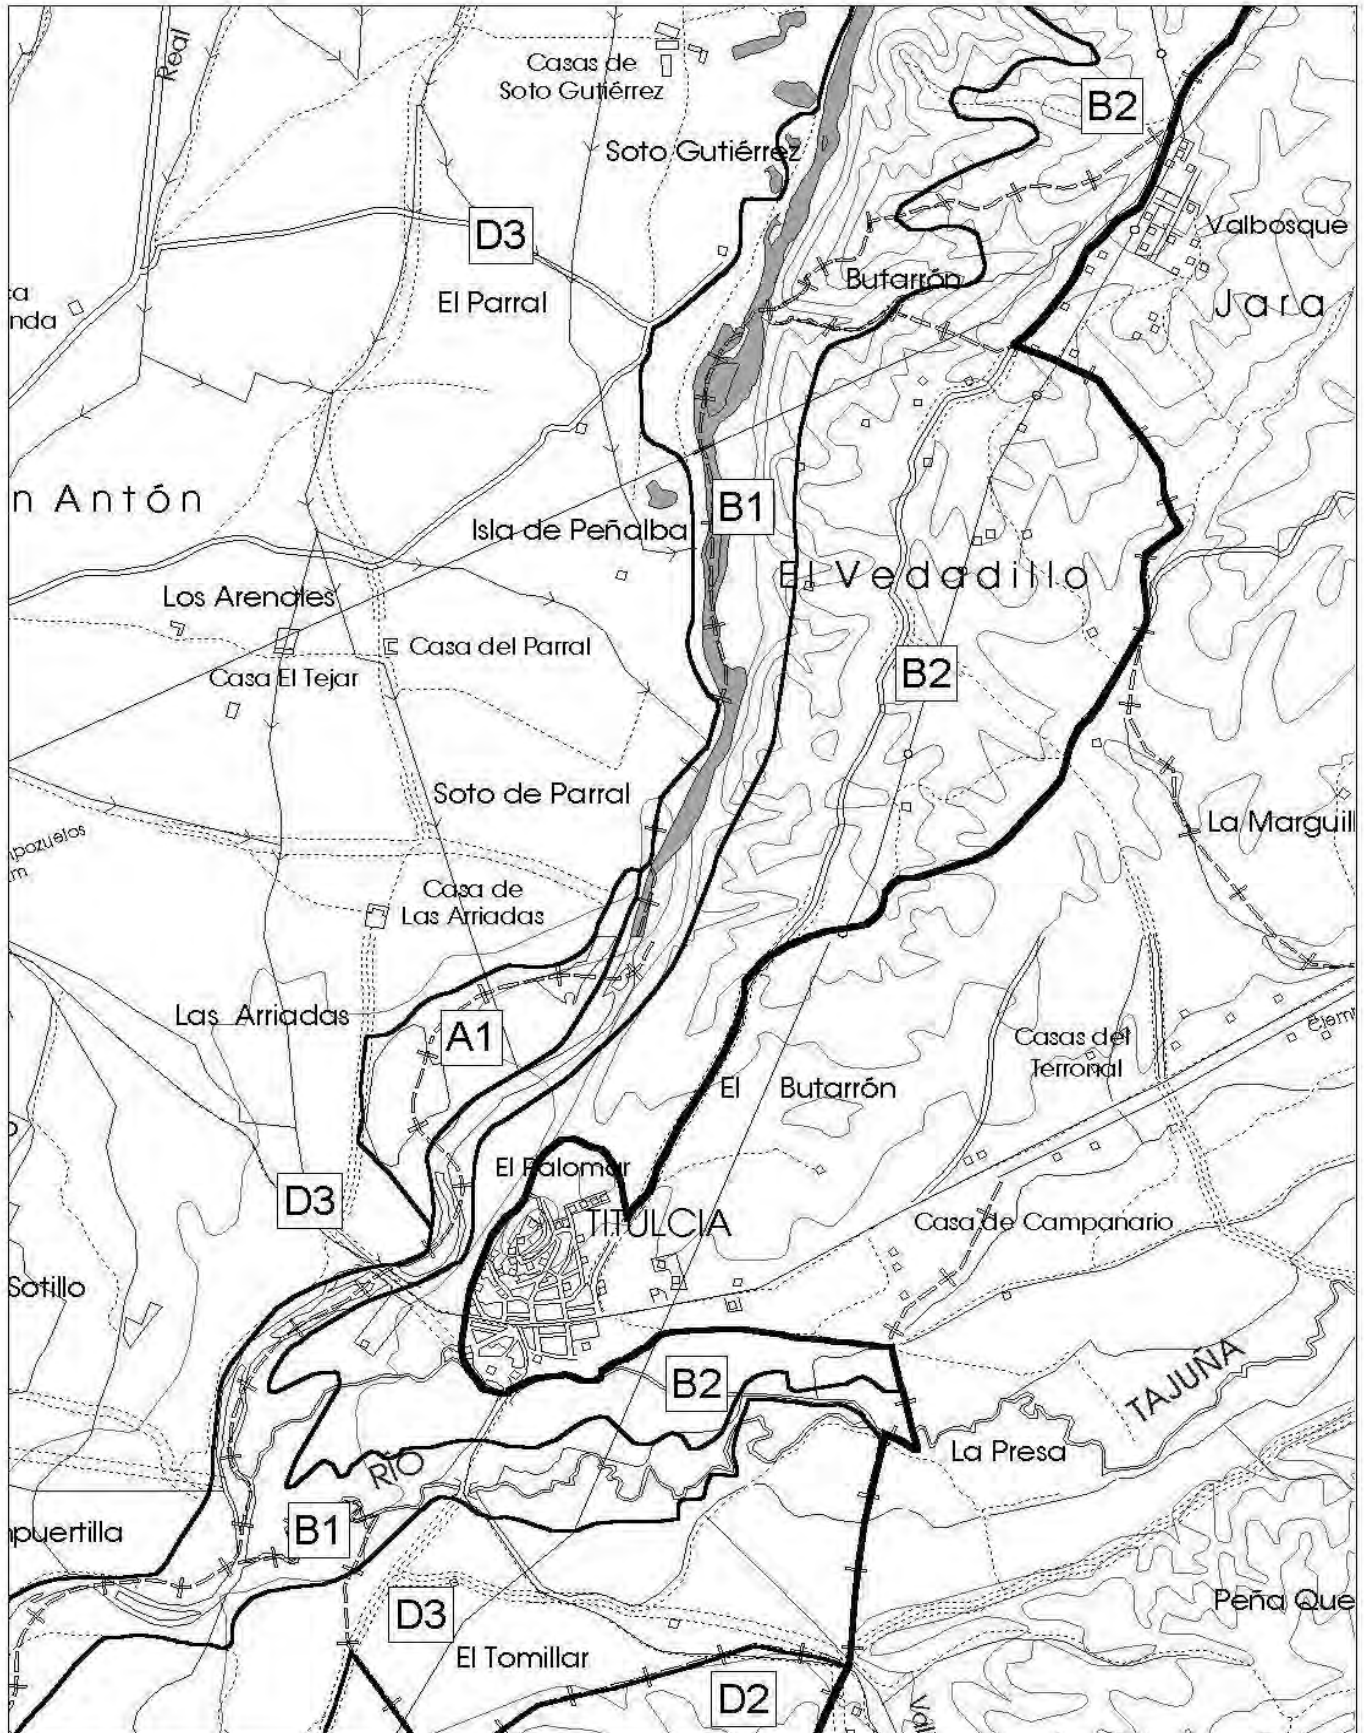 Real
Casas de
Soto Gutiérrez
B2
Soto Gutiérrez
D3
Valbosque
El Parral
Butarrón
Jara
B1
n Antón
Isla de Peñalba
El Vedadillo
Los Arenales
Casa del Parral
Casa El Tejar
B2
Soto de Parral
La Marguill
Casa de
Las Arriadas
Las Arriadas
A1
Casas del
Terronal
El Butarrón
El Palomar
D3
TITULCIA
Casa de Campanario
Sotillo
B2
TAJUÑA
La Presa
RÍO
B1
puertilla
D3
Peña Que
El Tomillar
D2